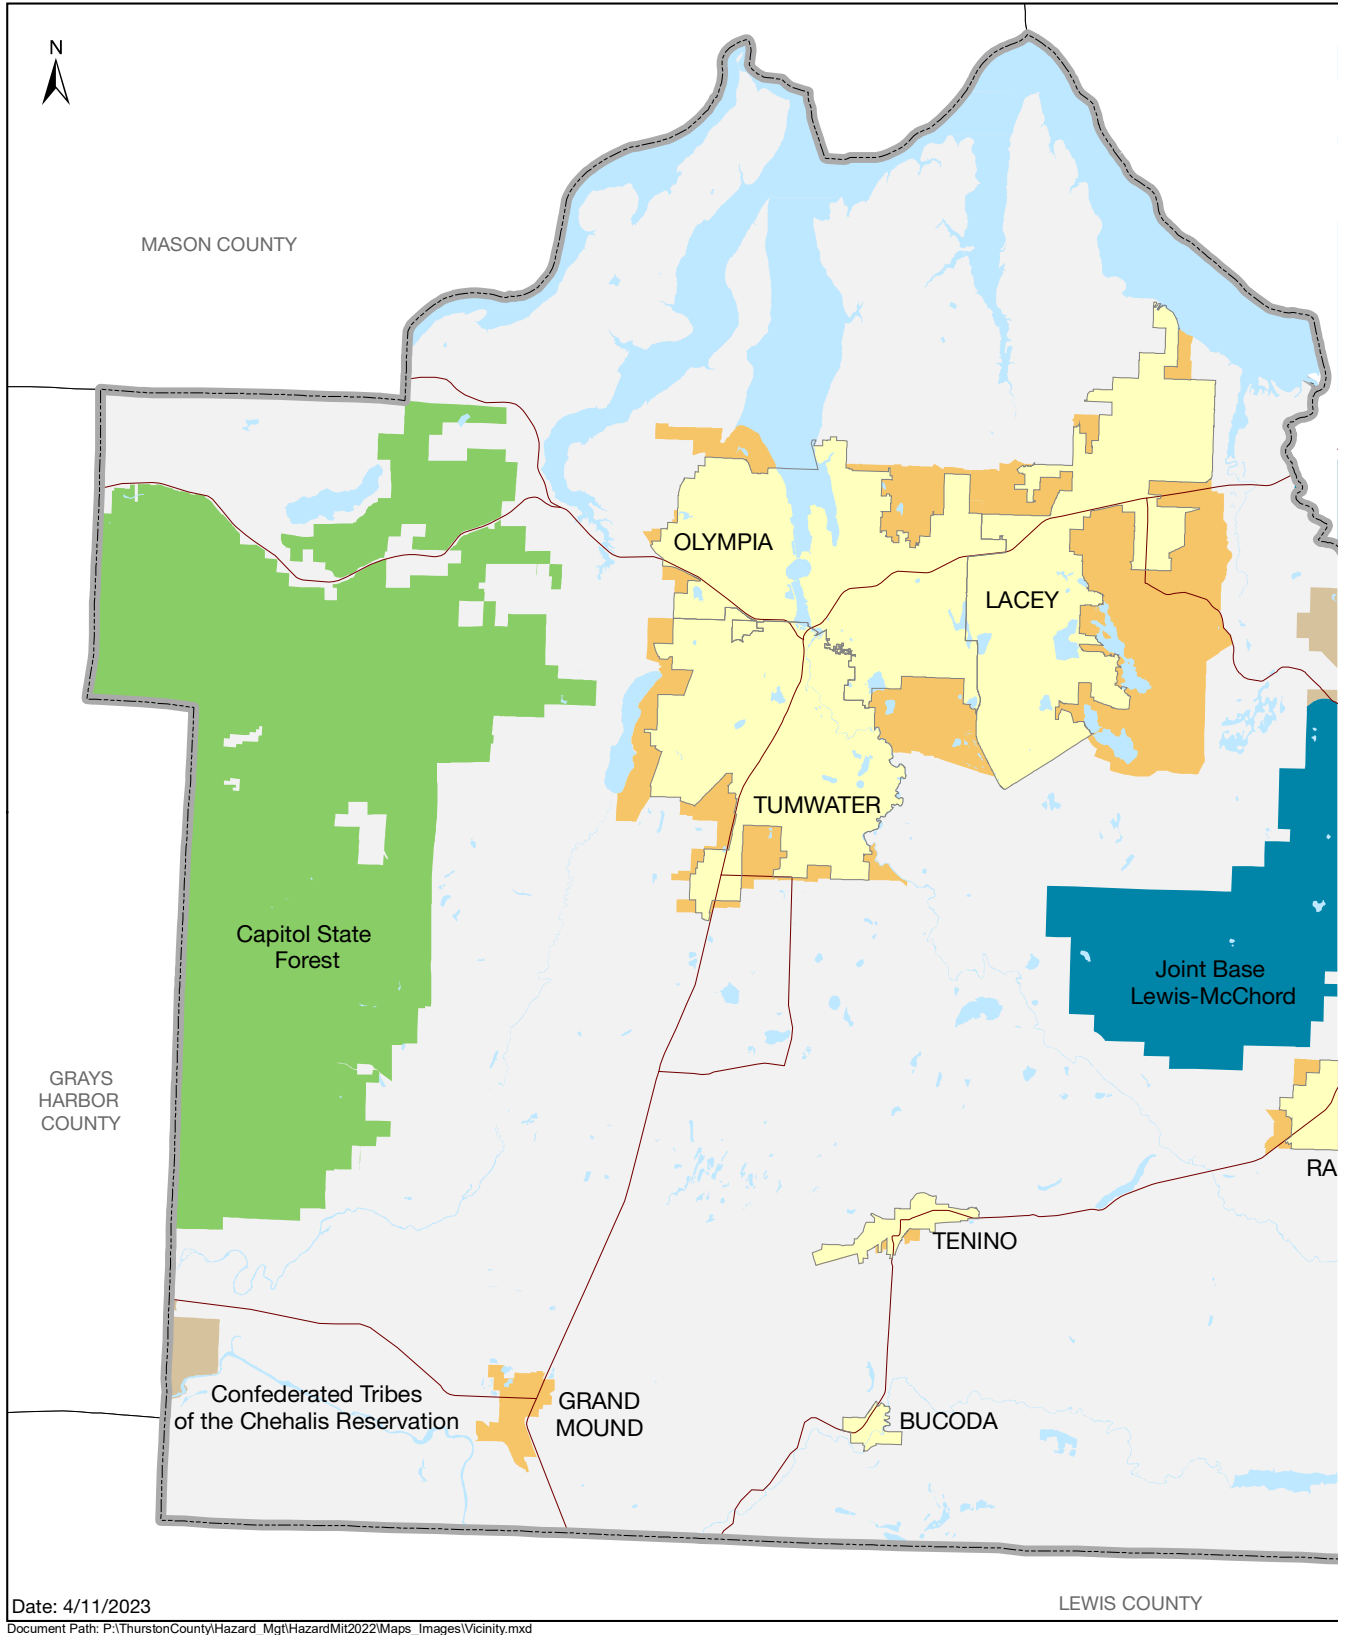 N
MASON COUNTY
OLYMPIA
LACEY
TUMWATER
Capitol State
Forest
Joint Base
Lewis-McChord
GRAYS
HARBOR
COUNTY
RA
TENINO
Confederated Tribes
of the Chehalis Reservation
GRAND
MOUND
BUCODA
LEWIS COUNTY
Date: 4/11/2023
Document Path: P:\ThurstonCounty\Hazard_Mgt\HazardMit2022\Maps_Images\Vicinity.mxd